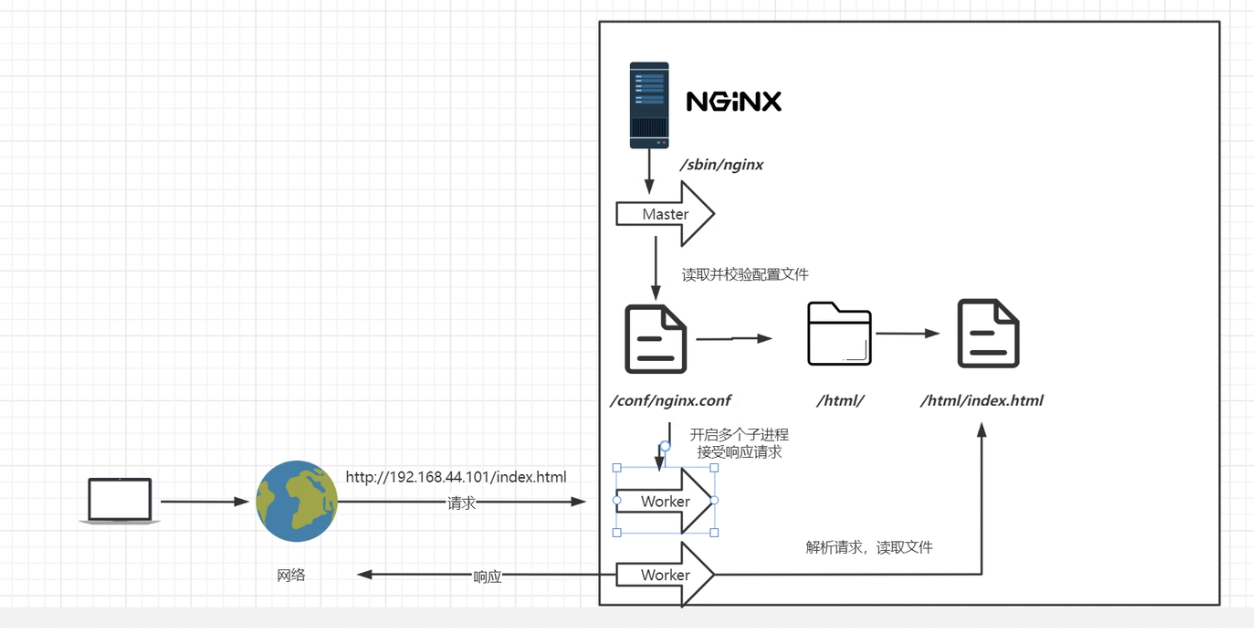 NGINX
/sbin/nginx
Master
读取并校验配置文件
/conf/nginx.conf
/html/
/html/index.html
开启多个子进程
接受响应请求
http://192.168.44.101/index.html
请求
Worker
解析请求，读取文件
网络
响应
Worker